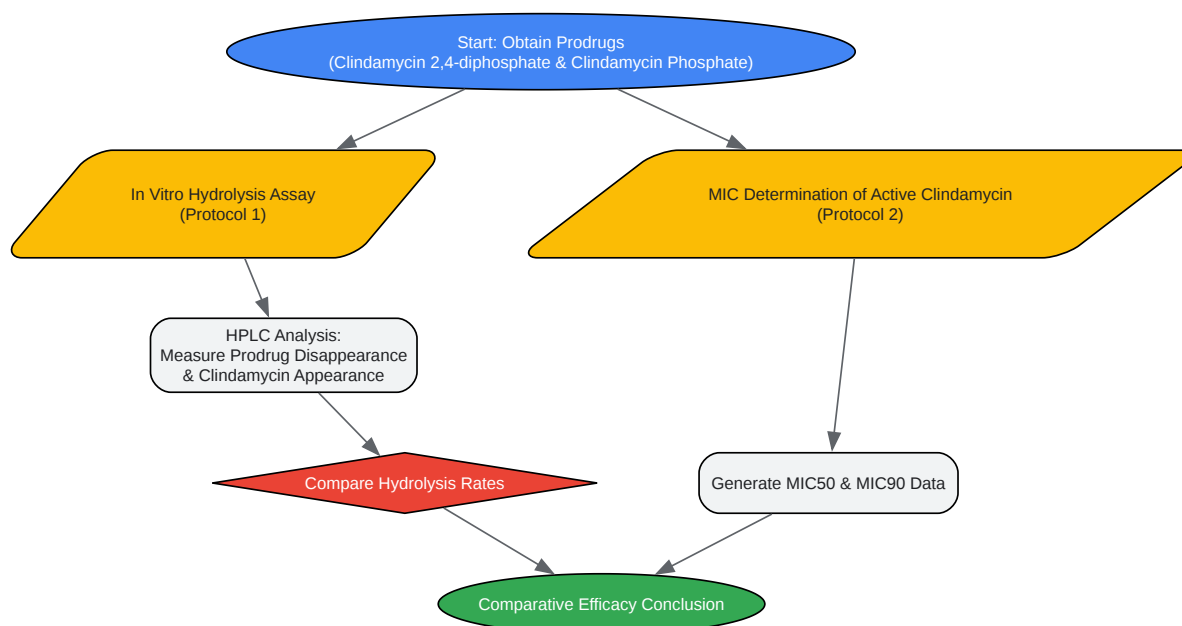 Start: Obtain Prodrugs
(Clindamycin 2,4-diphosphate & Clindamycin Phosphate)
In Vitro Hydrolysis Assay
(Protocol 1)
MIC Determination of Active Clindamycin
(Protocol 2)
HPLC Analysis:
Measure Prodrug Disappearance
& Clindamycin Appearance
Compare Hydrolysis Rates
Generate MIC50 & MIC90 Data
Comparative Efficacy Conclusion